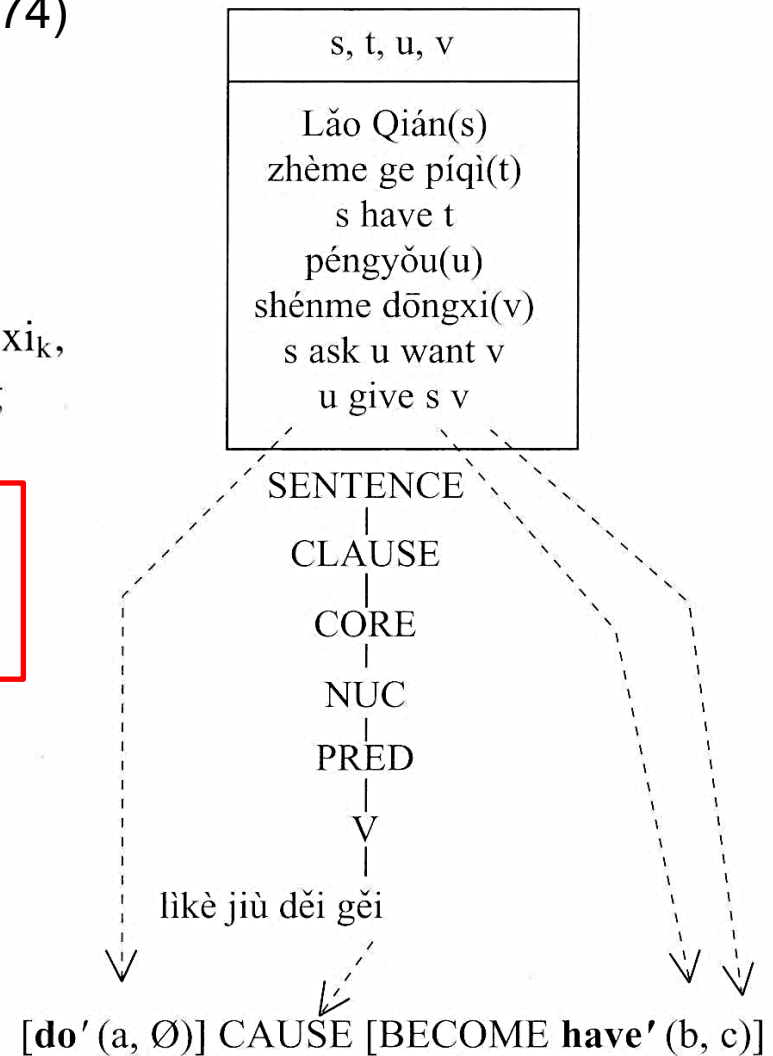 74)
s, t, u, v
Lǎo Qián(s)
zhème ge píqì(t)
s have t
péngyǒu(u)
shénme dōngxi(v)
xiₖ,
s ask u want v
u give s v
SENTENCE
CLAUSE
CORE
NUC
PRED
V
lìkè jiù děi gěi
[do′ (a, Ø)] CAUSE [BECOME have′ (b, c)]